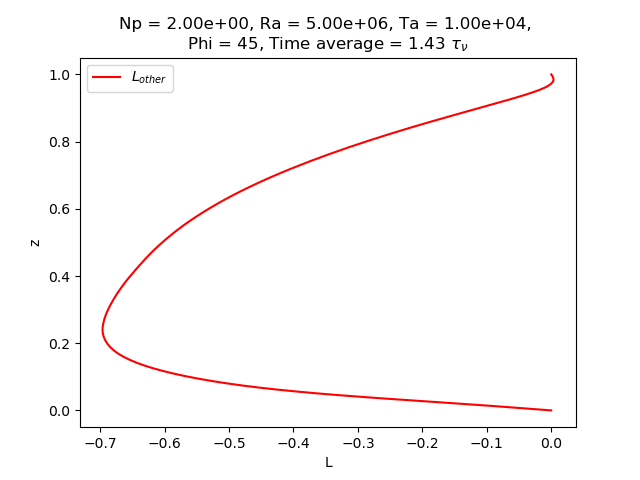 Np = 2.00e+00, Ra = 5.00e+06, Ta = 1.00e+04,
Phi = 45, Time average = 1.43 τν
L_other
1.0
0.8
0.6
0.4
0.2
0.0
z
−0.7 −0.6 −0.5 −0.4 −0.3 −0.2 −0.1 0.0
L